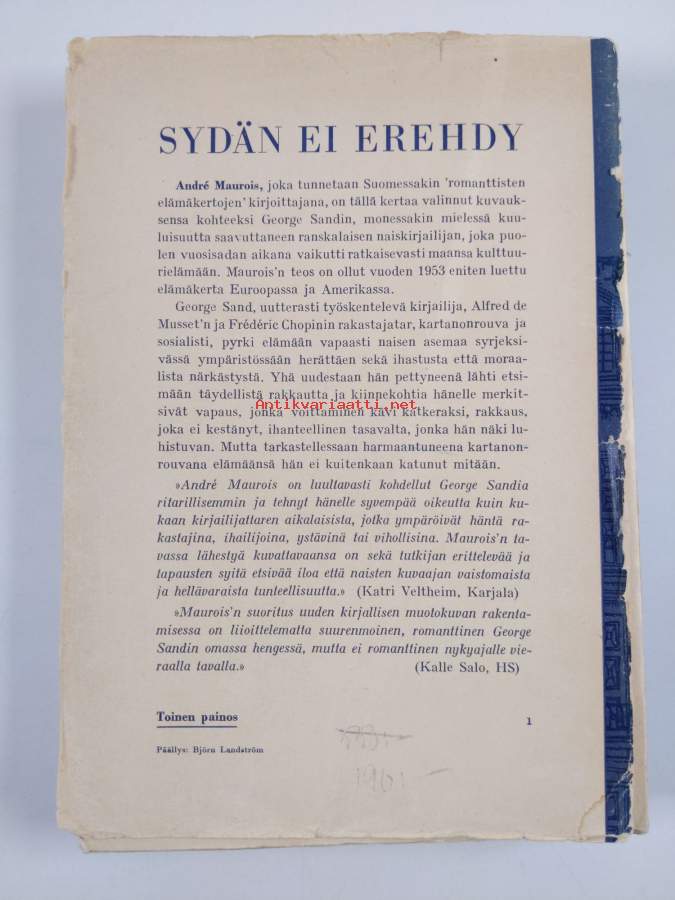 SYDÄN EI EREHDY
André Maurois, joka tunnetaan Suomessakin 'romanttisten
elämäkertojen' kirjoittajana, on tällä kertaa valinnut kuvauk-
sensa kohteeksi George Sandin, monessakin mielessä kuu-
luisuutta saavuttaneen ranskalaisen naiskirjailijan, joka puo-
len vuosisadan aikana vaikutti ratkaisevasti maansa kulttuu-
rielämään. Maurois'n teos on ollut vuoden 1953 eniten luettu
elämäkerta Euroopassa ja Amerikassa.
George Sand, uutterasti työskentelevä kirjailija, Alfred de
Musset'n ja Frédéric Chopinin rakastajatar, kartanonrouva ja
sosialisti, pyrki elämään vapaasti naisen asemaa syrjeksi-
vässä ympäristössään herättäen sekä ihastusta että moraa-
lista närkästystä. Yhä uudestaan hän pettyneenä lähti etsi-
mään täydellistä rakkautta ja kiinnekohtia hänelle merkit-
Antikvariaatti.net
sivät vapaus, jonka voittaminen kävi katkeraksi, rakkaus,
joka ei kestänyt, ihanteellinen tasavalta, jonka hän näki lu-
histuvan. Mutta tarkastellessaan harmaantuneena kartanon-
rouvana elämäänsä hän ei kuitenkaan katunut mitään.
»André Maurois on luultavasti kohdellut George Sandia
ritarillisemmin ja tehnyt hänelle syvempää oikeutta kuin ku-
kaan kirjailijattaren aikalaisista, jotka ympäröivät häntä ra-
kastajina, ihailijoina, ystävinä tai vihollisina. Maurois'n ta-
vassa lähestyä kuvattavaansa on sekä tutkijan erittelevää ja
tapausten syitä etsivää iloa että naisten kuvaajan vaistomaista
ja hellävaraista tunteellisuutta.» (Katri Veltheim, Karjala)
»Maurois'n suoritus uuden kirjallisen muotokuvan rakenta-
misessa on liioittelematta suurenmoinen, romanttinen George
Sandin omassa hengessä, mutta ei romanttinen nykyajalle vie-
raalla tavalla.» (Kalle Salo, HS)
Toinen painos 1
Päällys: Björn Landström